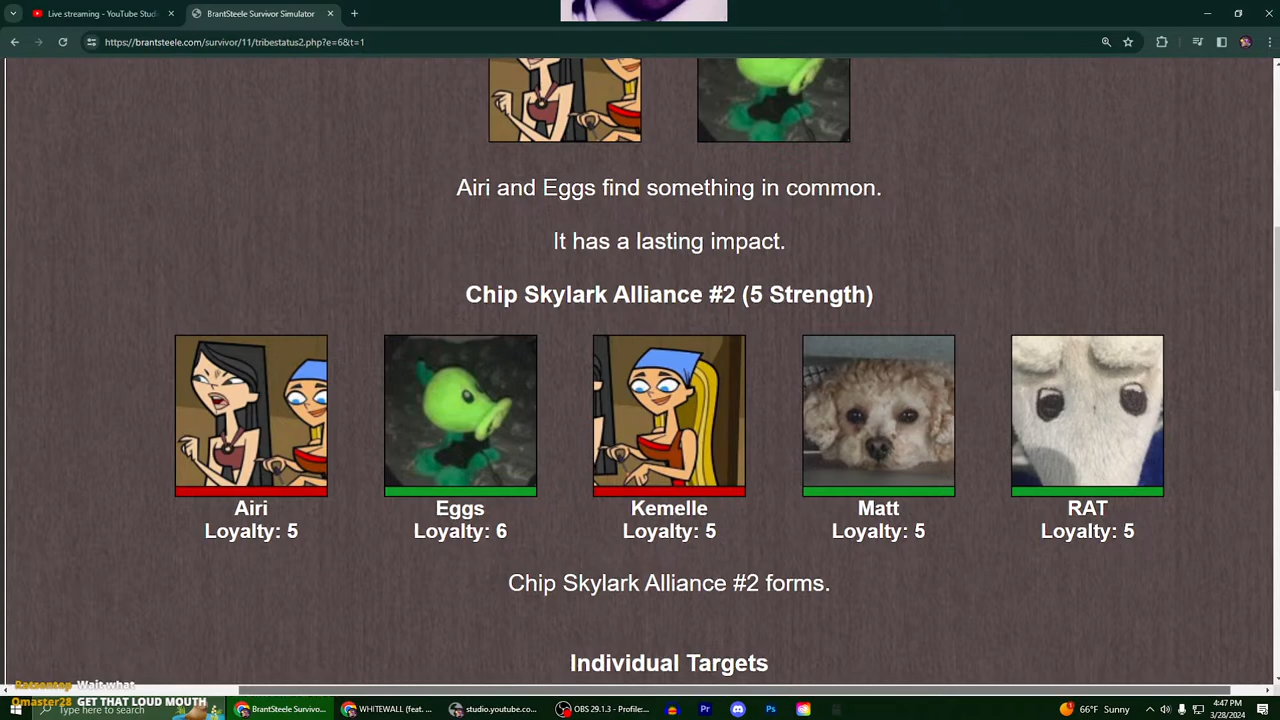 Live streaming - YouTube Studi
BrantSteele Survivor Simulator
https://brantsteele.com/survivor/11/tribestatus2.php?e=6&t=1
Airi and Eggs find something in common.
It has a lasting impact.
Chip Skylark Alliance #2 (5 Strength)
Airi
Loyalty: 5
Eggs
Loyalty: 6
Kemelle
Loyalty: 5
Matt
Loyalty: 5
RAT
Loyalty: 5
Chip Skylark Alliance #2 forms.
Individual Targets
Ratsontop Wait what
Omaster28 GET THAT LOUD MOUTH
Type here to search
BrantSteele Survivo...
WHITEWALL (feat. ...
studio.youtube.co...
OBS 29.1.3 - Profile...
66°F Sunny
4:47 PM
3/28/2024